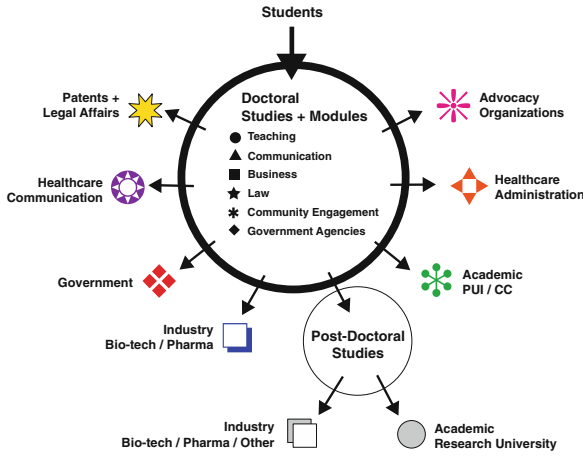 Students
Doctoral
Studies + Modules
Teaching
Communication
Business
Law
Community Engagement
Government Agencies
Patents +
Legal Affairs
Advocacy
Organizations
Healthcare
Communication
Healthcare
Administration
Government
Academic
PUI / CC
Industry
Bio-tech / Pharma
Post-Doctoral
Studies
Industry
Bio-tech / Pharma / Other
Academic
Research University